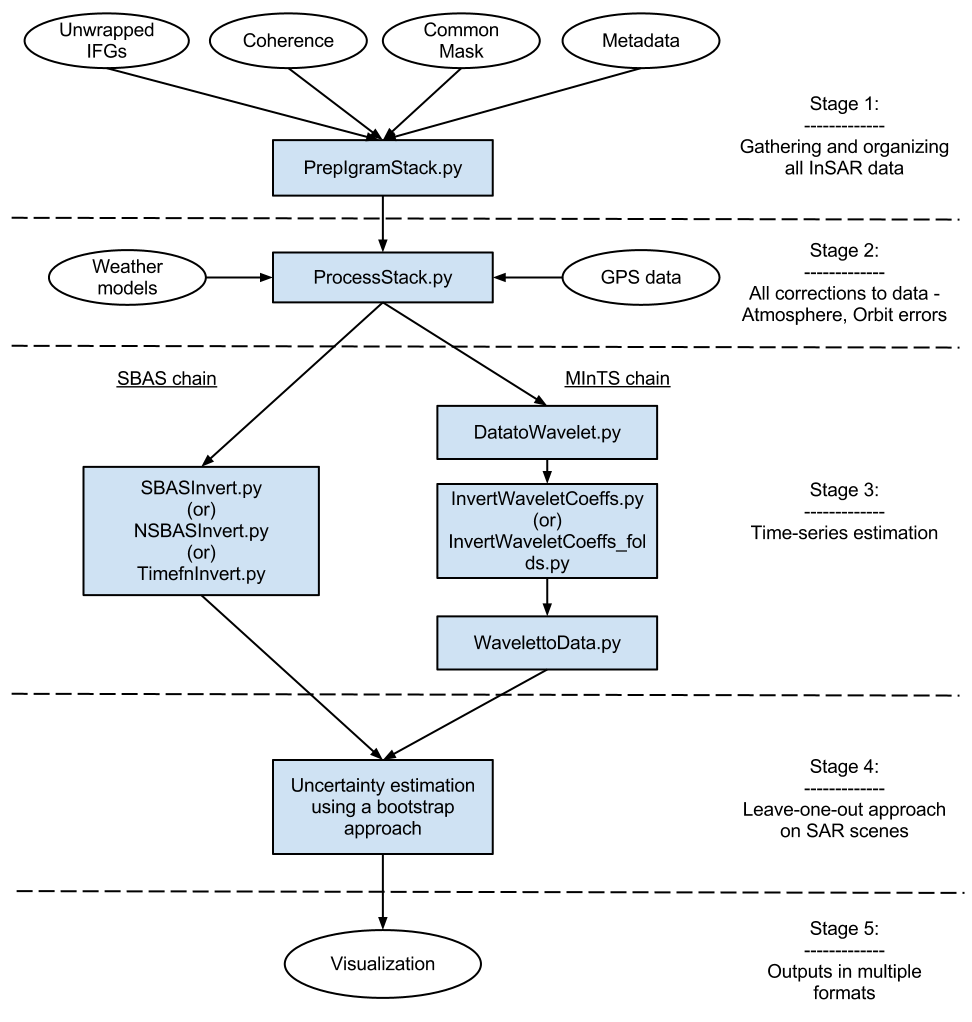 Unwrapped
IFGs
Coherence
Common
Mask
Metadata
Stage 1:
-------------
Gathering and organizing
all InSAR data
PrepIgramStack.py
Stage 2:
-------------
All corrections to data -
Atmosphere, Orbit errors
Weather
models
ProcessStack.py
GPS data
SBAS chain
MInTS chain
DatatoWavelet.py
SBASInvert.py
(or)
NSBASInvert.py
(or)
TimefnInvert.py
InvertWaveletCoeffs.py
(or)
InvertWaveletCoeffs_fol
ds.py
Stage 3:
-------------
Time-series estimation
WavelettoData.py
Uncertainty estimation
using a bootstrap
approach
Stage 4:
-------------
Leave-one-out approach
on SAR scenes
Visualization
Stage 5:
-------------
Outputs in multiple
formats